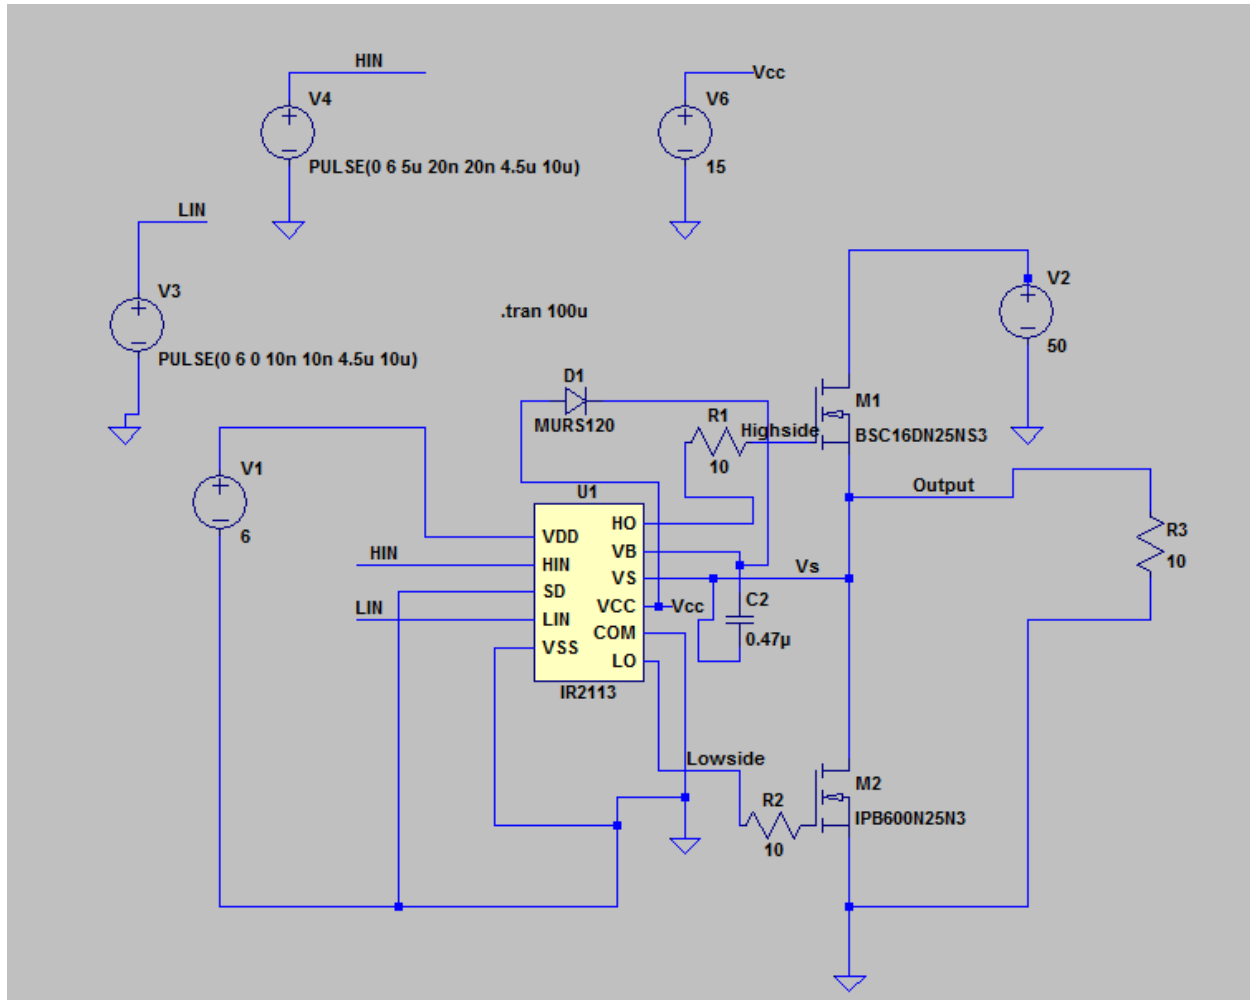 HIN
V4
PULSE(0 6 5u 20n 20n 4.5u 10u)
Vcc
V6
15
LIN
V3
PULSE(0 6 0 10n 10n 4.5u 10u)
.tran 100u
V2
50
D1
MURS120
R1
10
Highside
M1
BSC16DN25NS3
V1
6
U1
VDD
HIN
SD
LIN
VSS
HO
VB
VS
VCC
COM
LO
IR2113
HIN
LIN
Vcc
Vs
C2
0.47µ
Output
R3
10
Lowside
R2
10
M2
IPB600N25N3